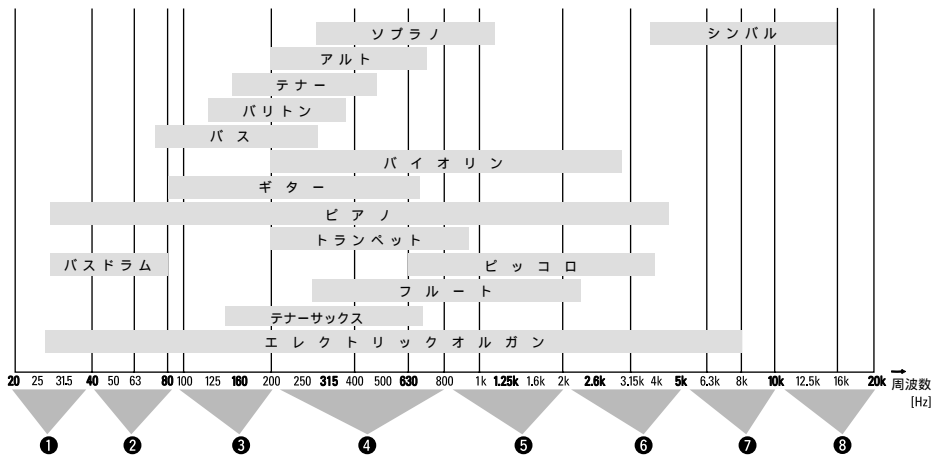 ソプラノ シンバル
アルト
テナー
バリトン
バス
バイオリン
ギター
ピアノ
トランペット
バスドラム ピッコロ
フルート
テナーサックス
エレクトリックオルガン
20 25 31.5 40 50 63 80 100 125 160 200 250 315 400 500 630 800 1k 1.25k 1.6k 2k 2.6k 3.15k 4k 5k 6.3k 8k 10k 12.5k 16k 20k 周波数
[Hz]
❶ ❷ ❸ ❹ ❺ ❻ ❼ ❽